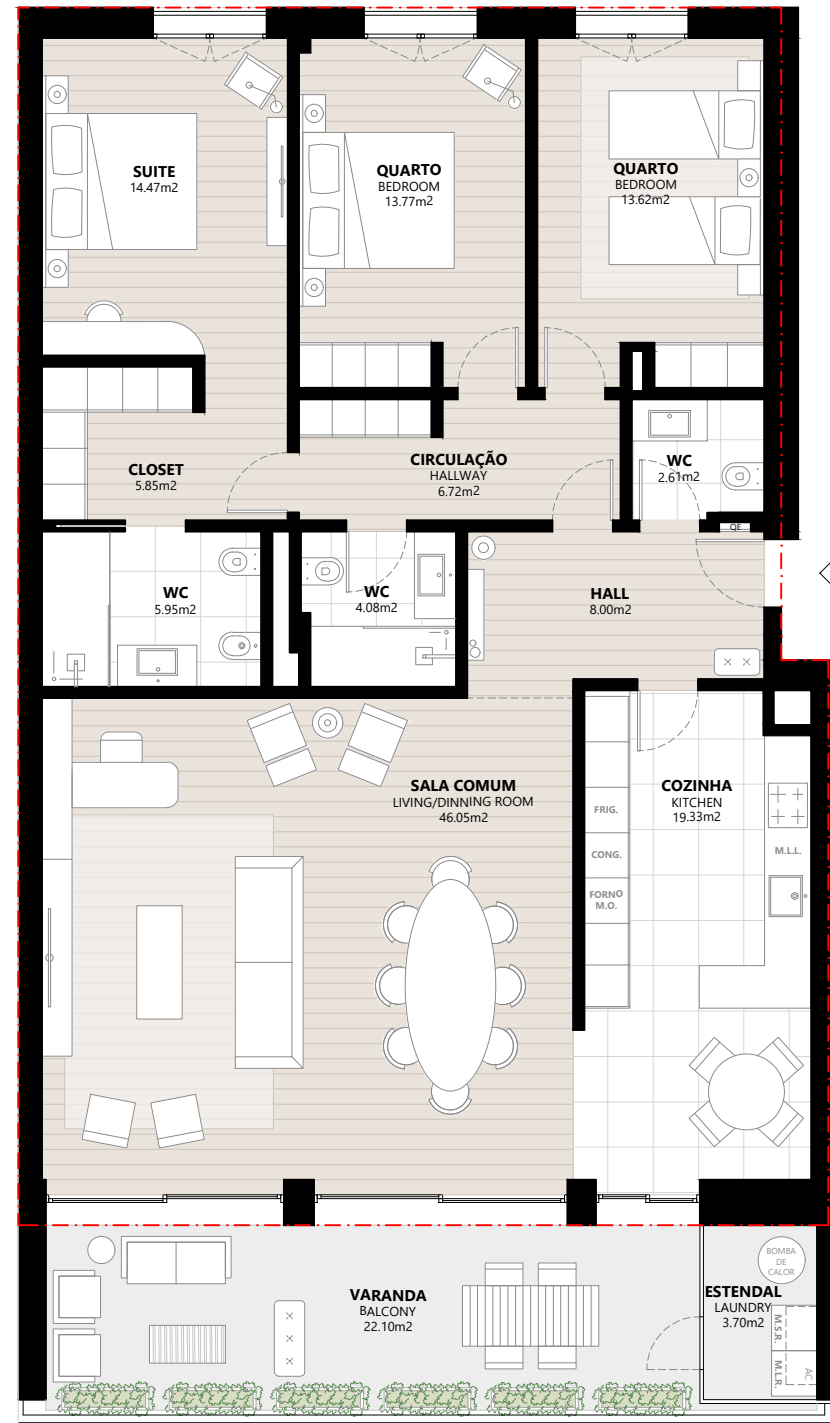 SUITE
14.47m2
QUARTO
BEDROOM
13.77m2
QUARTO
BEDROOM
13.62m2
CLOSET
5.85m2
CIRCULAÇÃO
HALLWAY
6.72m2
WC
2.61m2
QE
WC
5.95m2
WC
4.08m2
HALL
8.00m2
SALA COMUM
LIVING/DINNING ROOM
46.05m2
COZINHA
KITCHEN
19.33m2
FRIG.
CONG.
FORNO
M.O.
M.L.L.
VARANDA
BALCONY
22.10m2
BOMBA
DE
CALOR
ESTENDAL
LAUNDRY
3.70m2
M.S.R.
M.L.R.
AC